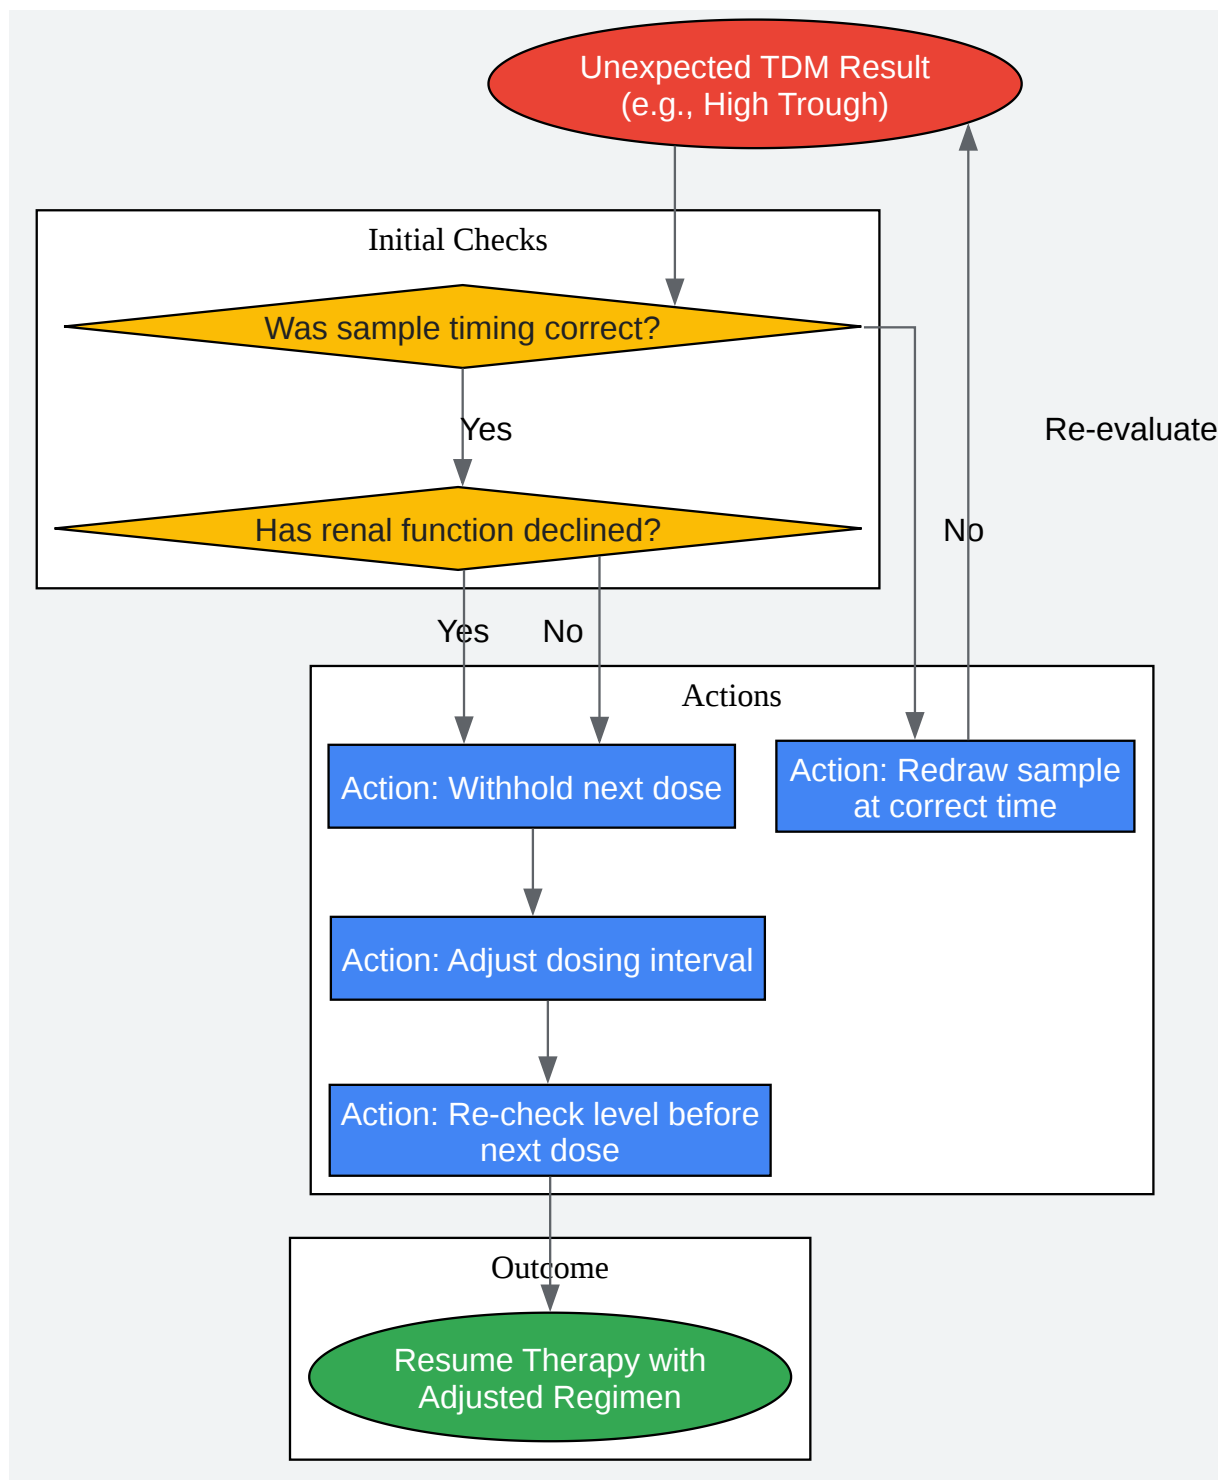 Unexpected TDM Result
(e.g., High Trough)
Initial Checks
Was sample timing correct?
Yes
Re-evaluate
Has renal function declined?
No
Yes
No
Actions
Action: Withhold next dose
Action: Redraw sample
at correct time
Action: Adjust dosing interval
Action: Re-check level before
next dose
Outcome
Resume Therapy with
Adjusted Regimen